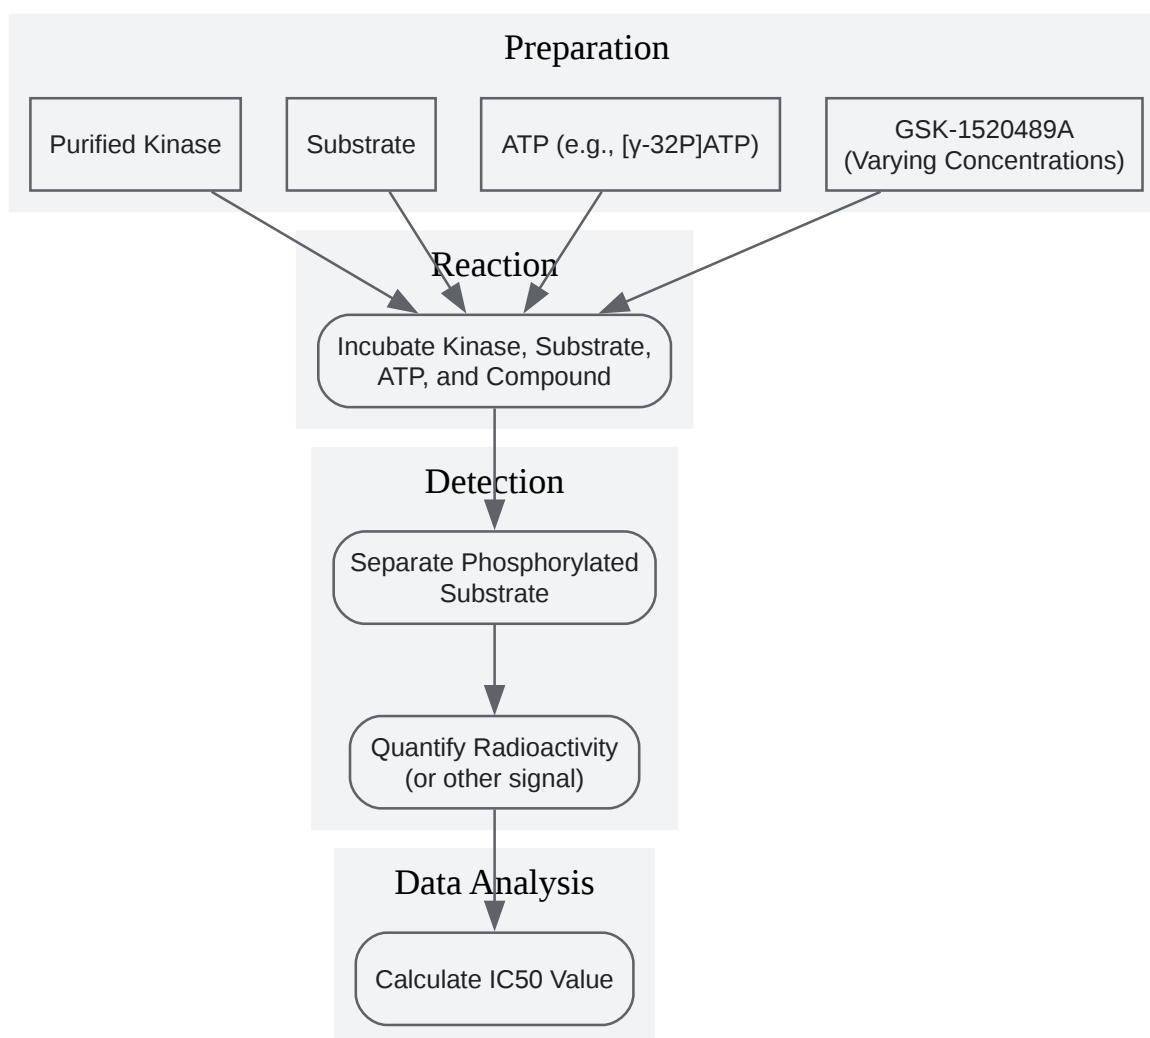 Preparation
Purified Kinase
Substrate
ATP (e.g., [γ-32P]ATP)
GSK-1520489A
(Varying Concentrations)
Reaction
Incubate Kinase, Substrate,
ATP, and Compound
Detection
Separate Phosphorylated
Substrate
Quantify Radioactivity
(or other signal)
Data Analysis
Calculate IC50 Value